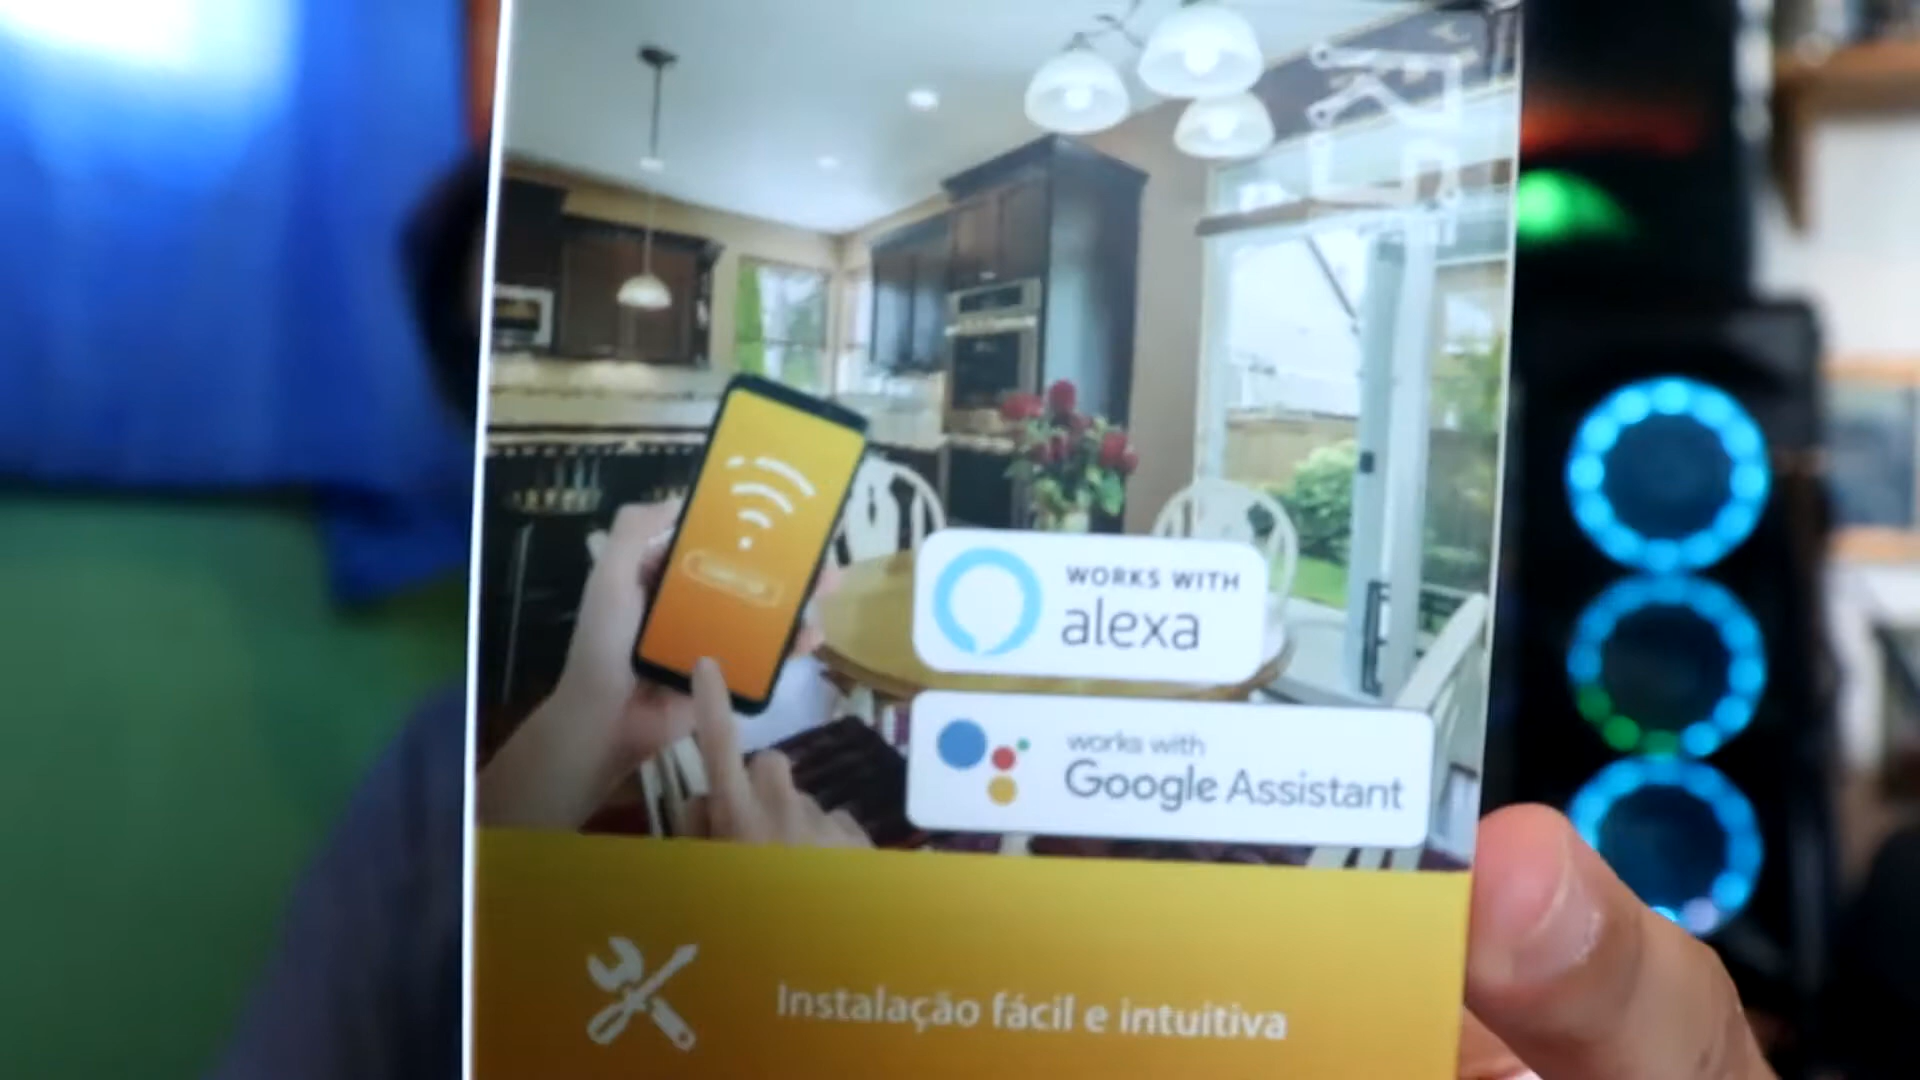 WORKS WITH
alexa
works with
Google Assistant
Instalação fácil e intuitiva